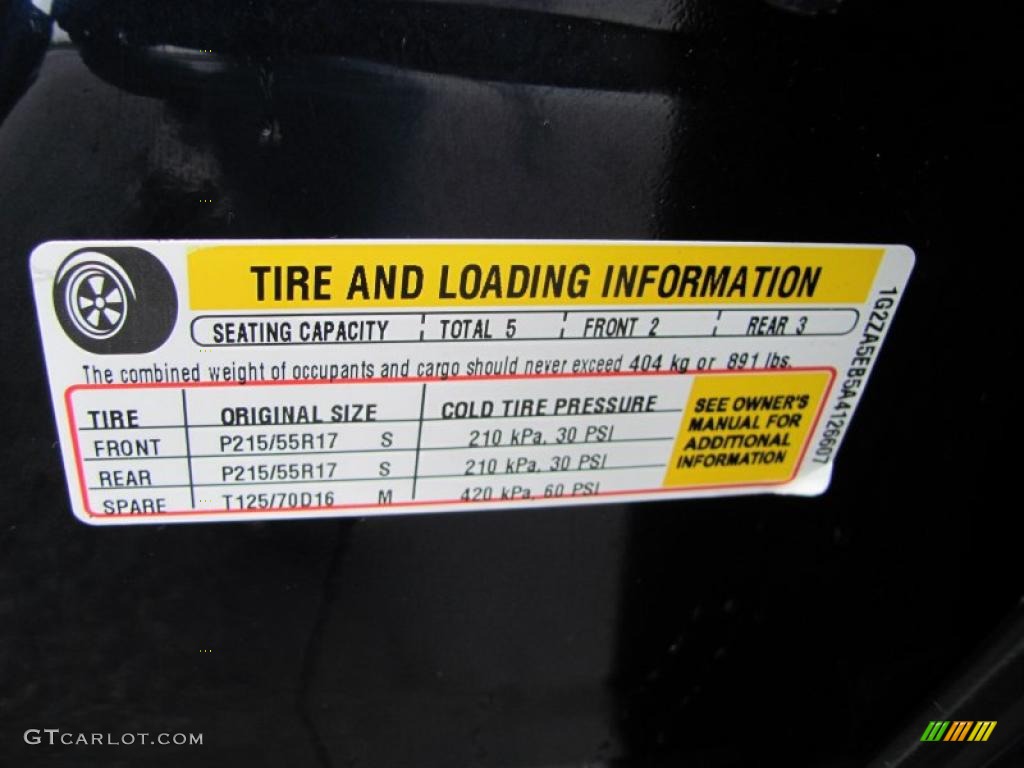 TIRE AND LOADING INFORMATION
SEATING CAPACITY TOTAL 5 FRONT 2 REAR 3
The combined weight of occupants and cargo should never exceed 404 kg or 891 lbs.
TIRE ORIGINAL SIZE COLD TIRE PRESSURE
FRONT P215/55R17 S 210 kPa, 30 PSI
REAR P215/55R17 S 210 kPa, 30 PSI
SPARE T125/70D16 M 420 kPa, 60 PSI
SEE OWNER'S
MANUAL FOR
ADDITIONAL
INFORMATION
1G2ZA5EB5A4126607
GTCARLOT.COM